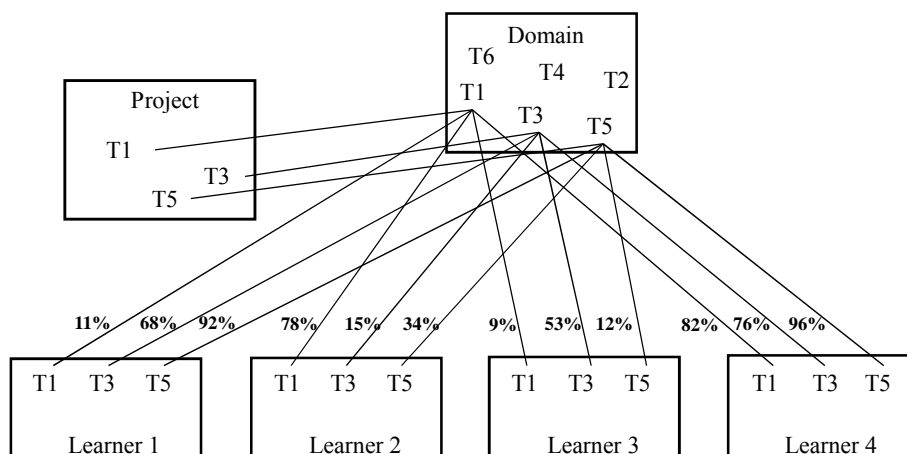 Domain
T6
T4
T2
T1
T3
T5
Project
T1
T3
T5
11% 68% 92% 78% 15% 34% 9% 53% 12% 82% 76% 96%
T1 T3 T5
Learner 1
T1 T3 T5
Learner 2
T1 T3 T5
Learner 3
T1 T3 T5
Learner 4